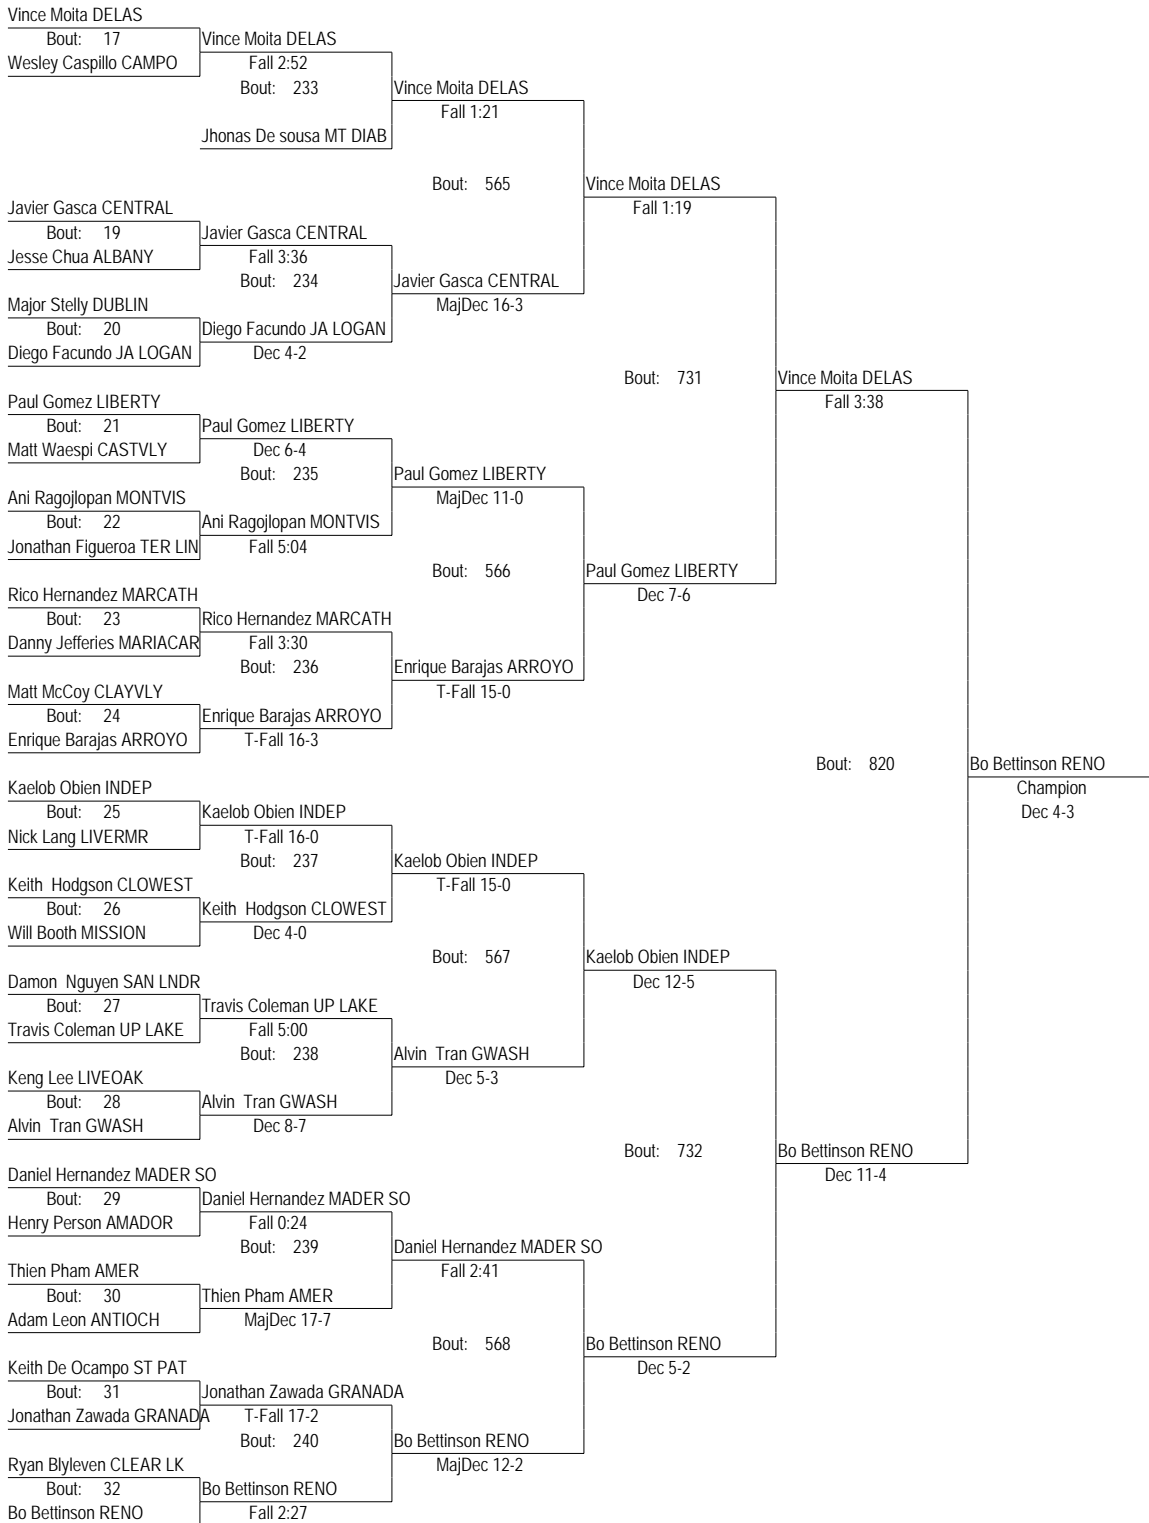 Vince Moita DELAS
Bout: 17
Vince Moita DELAS
Wesley Caspillo CAMPO
Fall 2:52
Bout: 233
Vince Moita DELAS
Fall 1:21
Jhonas De sousa MT DIAB
Bout: 565
Vince Moita DELAS
Fall 1:19
Javier Gasca CENTRAL
Bout: 19
Javier Gasca CENTRAL
Jesse Chua ALBANY
Fall 3:36
Bout: 234
Javier Gasca CENTRAL
MajDec 16-3
Major Stelly DUBLIN
Bout: 20
Diego Facundo JA LOGAN
Diego Facundo JA LOGAN
Dec 4-2
Bout: 731
Vince Moita DELAS
Fall 3:38
Paul Gomez LIBERTY
Bout: 21
Paul Gomez LIBERTY
Matt Waespi CASTVLY
Dec 6-4
Bout: 235
Paul Gomez LIBERTY
MajDec 11-0
Ani Ragojlopan MONTVIS
Bout: 22
Ani Ragojlopan MONTVIS
Jonathan Figueroa TER LIN
Fall 5:04
Bout: 566
Paul Gomez LIBERTY
Dec 7-6
Rico Hernandez MARCATH
Bout: 23
Rico Hernandez MARCATH
Danny Jefferies MARIACAR
Fall 3:30
Bout: 236
Enrique Barajas ARROYO
T-Fall 15-0
Matt McCoy CLAYVLY
Bout: 24
Enrique Barajas ARROYO
Enrique Barajas ARROYO
T-Fall 16-3
Bout: 820
Bo Bettinson RENO
Champion
Dec 4-3
Kaelob Obien INDEP
Bout: 25
Kaelob Obien INDEP
Nick Lang LIVERMR
T-Fall 16-0
Bout: 237
Kaelob Obien INDEP
T-Fall 15-0
Keith Hodgson CLOWEST
Bout: 26
Keith Hodgson CLOWEST
Will Booth MISSION
Dec 4-0
Bout: 567
Kaelob Obien INDEP
Dec 12-5
Damon Nguyen SAN LNDR
Bout: 27
Travis Coleman UP LAKE
Travis Coleman UP LAKE
Fall 5:00
Bout: 238
Alvin Tran GWASH
Dec 5-3
Keng Lee LIVEOAK
Bout: 28
Alvin Tran GWASH
Alvin Tran GWASH
Dec 8-7
Bout: 732
Bo Bettinson RENO
Dec 11-4
Daniel Hernandez MADER SO
Bout: 29
Daniel Hernandez MADER SO
Henry Person AMADOR
Fall 0:24
Bout: 239
Daniel Hernandez MADER SO
Fall 2:41
Thien Pham AMER
Bout: 30
Thien Pham AMER
Adam Leon ANTIOCH
MajDec 17-7
Bout: 568
Bo Bettinson RENO
Dec 5-2
Keith De Ocampo ST PAT
Bout: 31
Jonathan Zawada GRANADA
Jonathan Zawada GRANADA
T-Fall 17-2
Bout: 240
Bo Bettinson RENO
MajDec 12-2
Ryan Blyleven CLEAR LK
Bout: 32
Bo Bettinson RENO
Bo Bettinson RENO
Fall 2:27